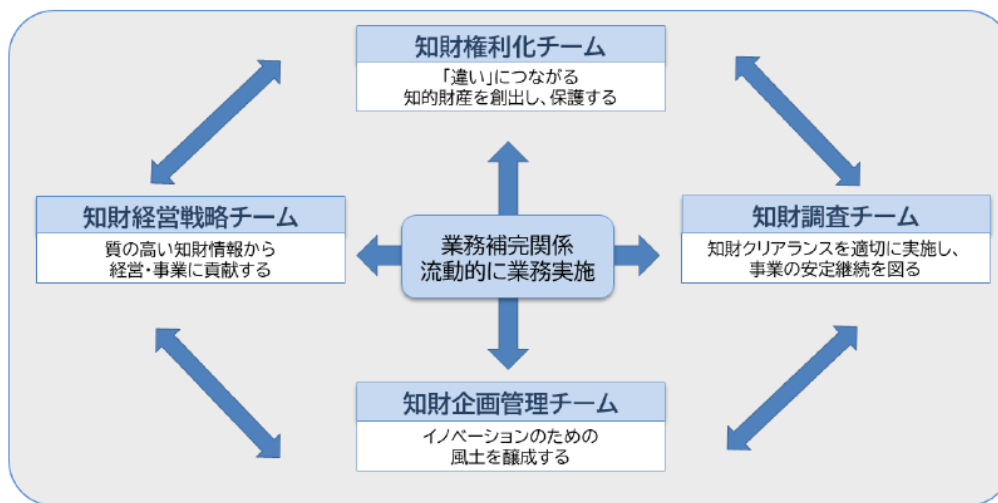 知財権利化チーム
「違い」につながる
知的財産を創出し、保護する
知財経営戦略チーム
質の高い知財情報から
経営・事業に貢献する
業務補完関係
流動的に業務実施
知財調査チーム
知財クリアランスを適切に実施し、
事業の安定継続を図る
知財企画管理チーム
イノベーションのための
風土を醸成する